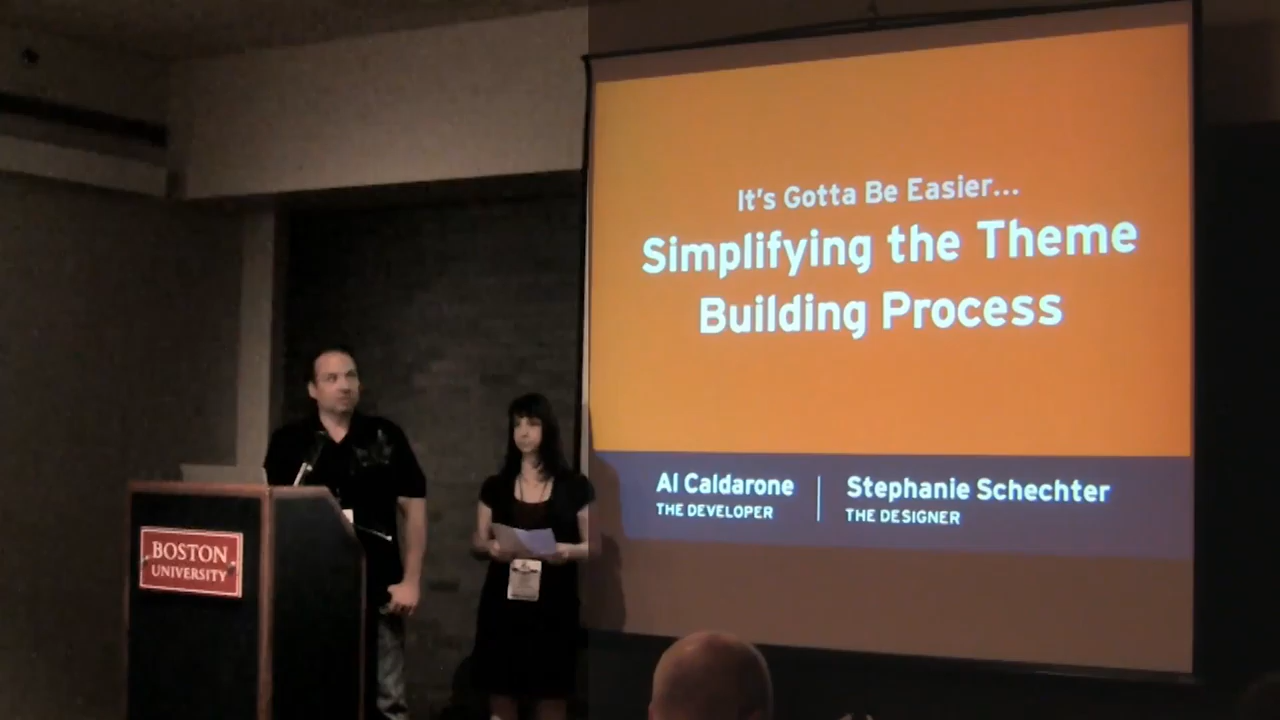 It's Gotta Be Easier...
Simplifying the Theme
Building Process
Al Caldarone
THE DEVELOPER
Stephanie Schechter
THE DESIGNER
BOSTON
UNIVERSITY